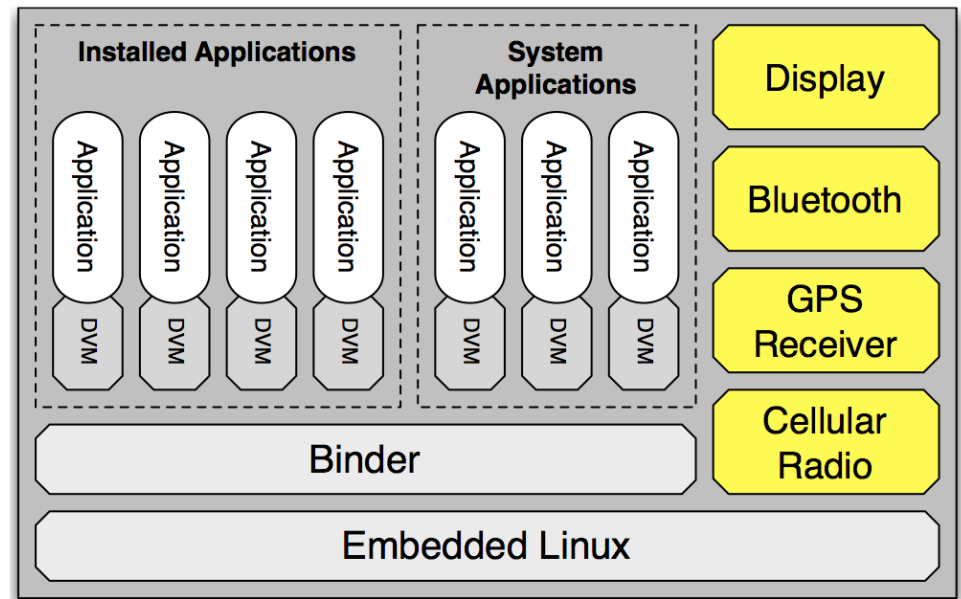 Installed Applications
Application
DVM
Application
DVM
Application
DVM
Application
DVM
System
Applications
Application
DVM
Application
DVM
Application
DVM
Display
Bluetooth
GPS
Receiver
Cellular
Radio
Binder
Embedded Linux